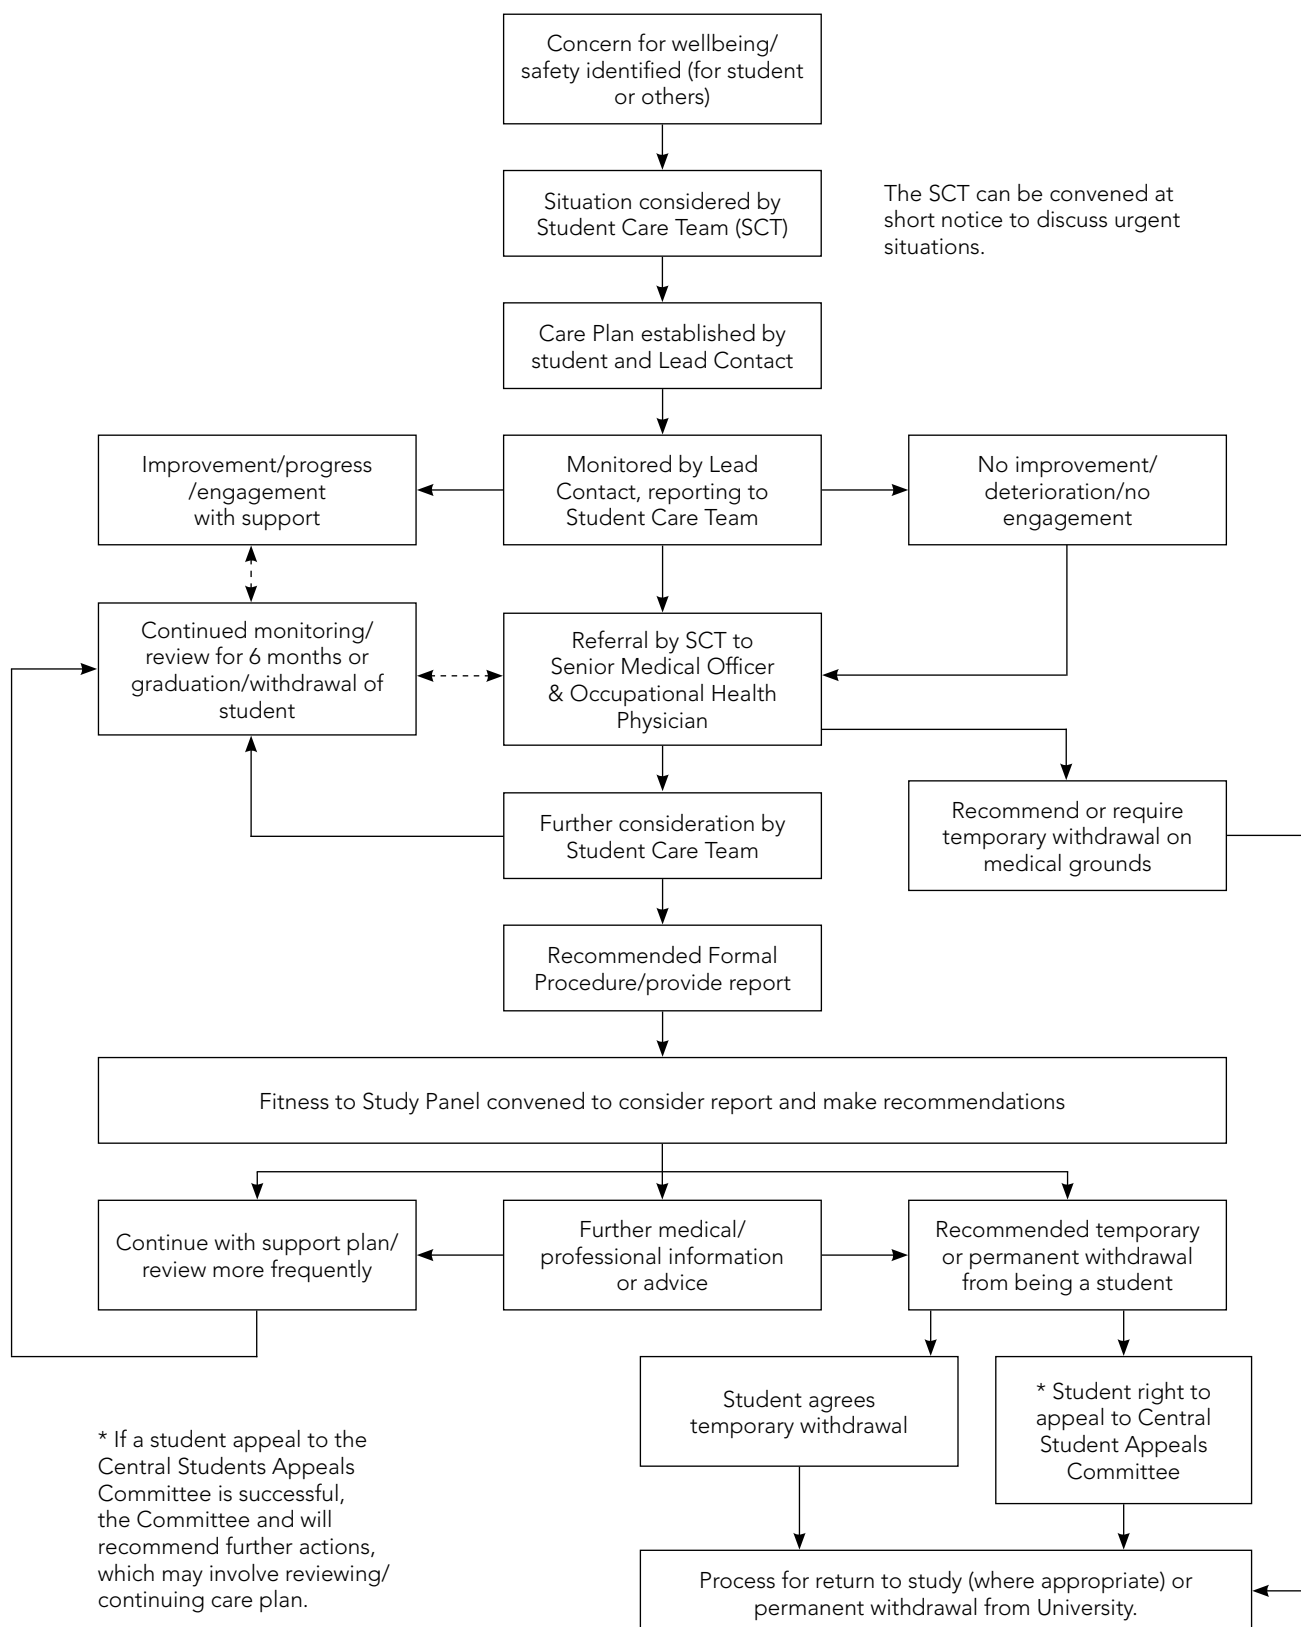 Concern for wellbeing/
safety identified (for student
or others)
Situation considered by
Student Care Team (SCT)
The SCT can be convened at
short notice to discuss urgent
situations.
Care Plan established by
student and Lead Contact
Improvement/progress
/engagement
with support
Monitored by Lead
Contact, reporting to
Student Care Team
No improvement/
deterioration/no
engagement
Continued monitoring/
review for 6 months or
graduation/withdrawal of
student
Referral by SCT to
Senior Medical Officer
& Occupational Health
Physician
Further consideration by
Student Care Team
Recommend or require
temporary withdrawal on
medical grounds
Recommended Formal
Procedure/provide report
Fitness to Study Panel convened to consider report and make recommendations
Continue with support plan/
review more frequently
Further medical/
professional information
or advice
Recommended temporary
or permanent withdrawal
from being a student
Student agrees
temporary withdrawal
* Student right to
appeal to Central
Student Appeals
Committee
* If a student appeal to the
Central Students Appeals
Committee is successful,
the Committee and will
recommend further actions,
which may involve reviewing/
continuing care plan.
Process for return to study (where appropriate) or
permanent withdrawal from University.